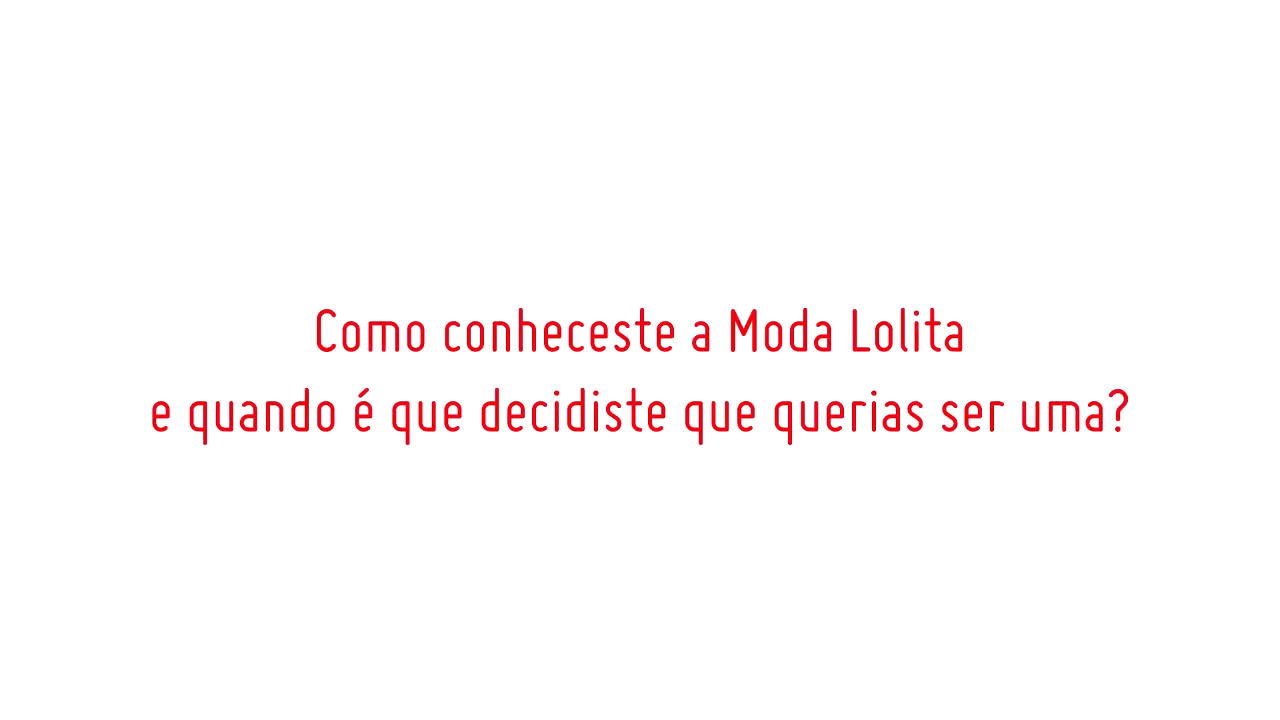 Como conheceste a Moda Lolita
e quando é que decidiste que querias ser uma?